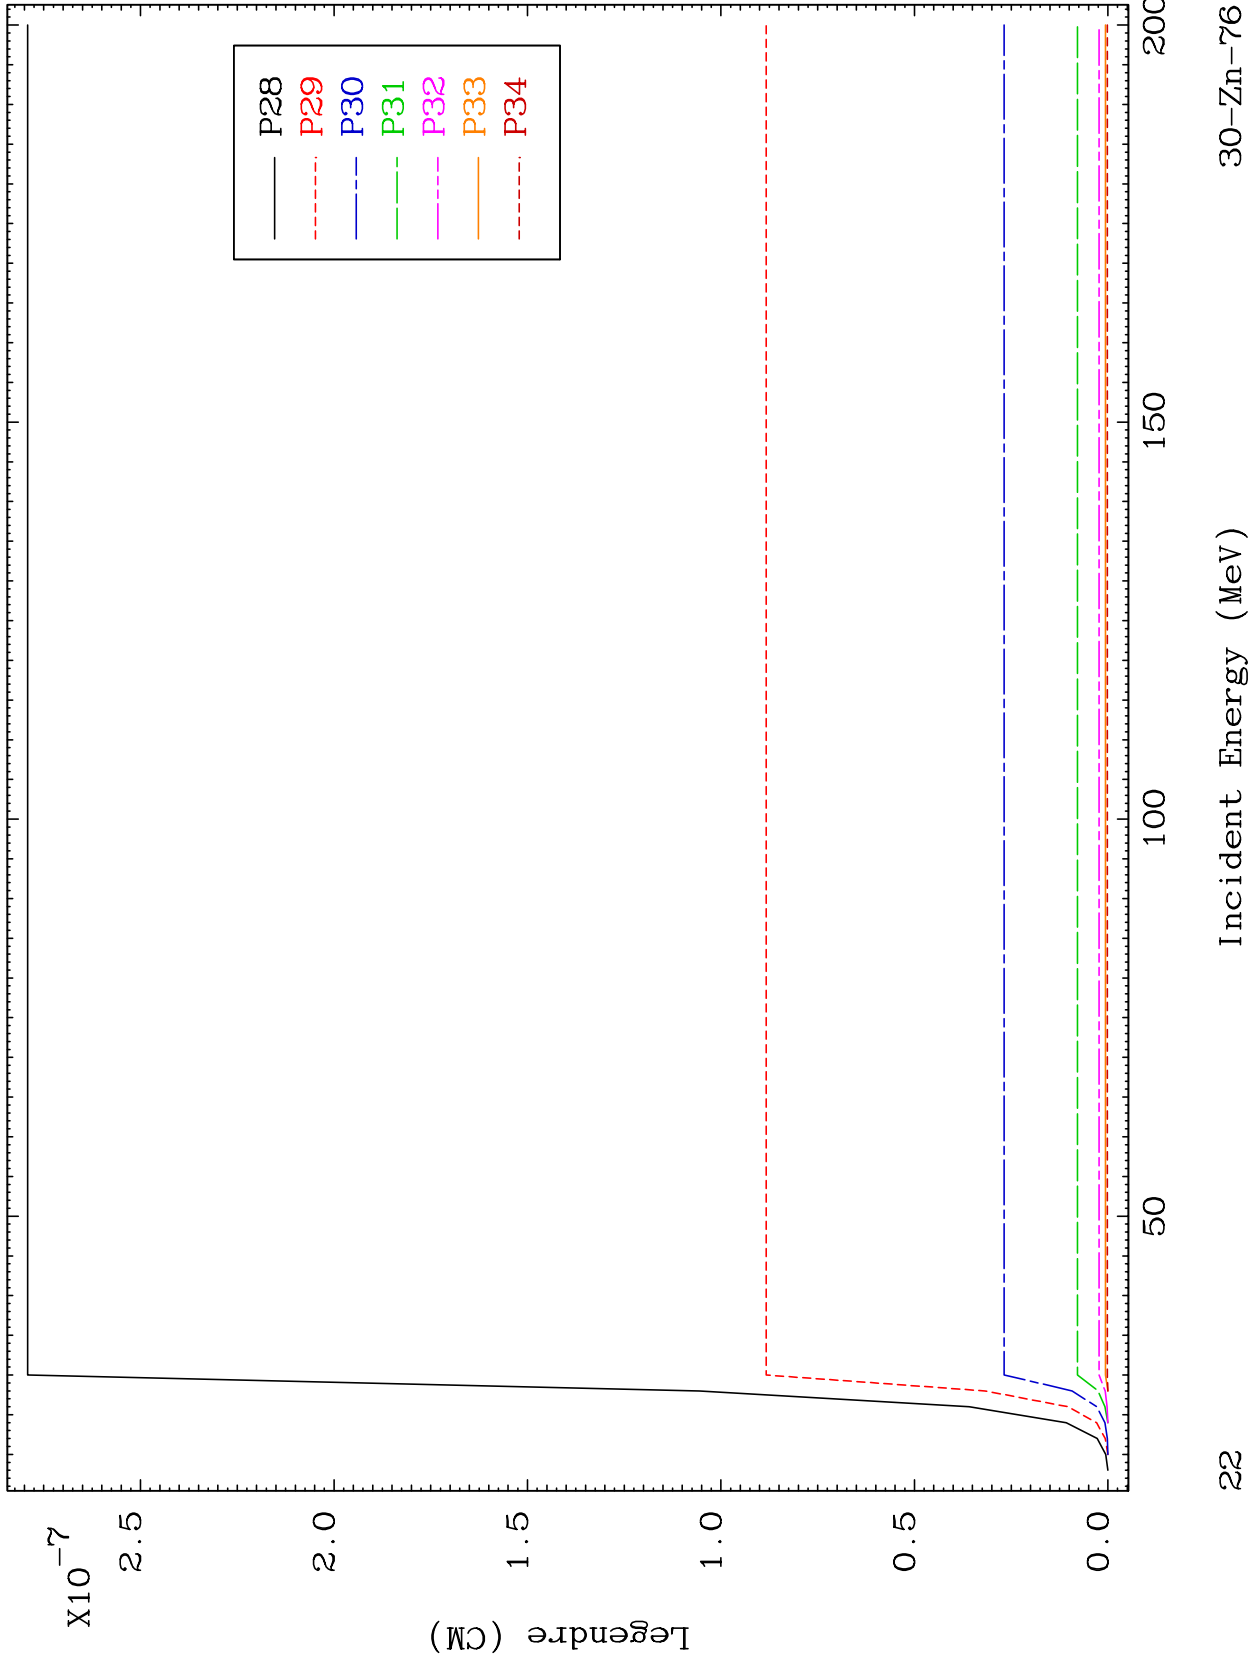 X10-7
2.5
2.0
1.5
1.0
0.5
0.0
Legendre (CM)
P28
P29
P30
P31
P32
P33
P34
50
100
150
200
22
Incident Energy (MeV)
30-Zn-76